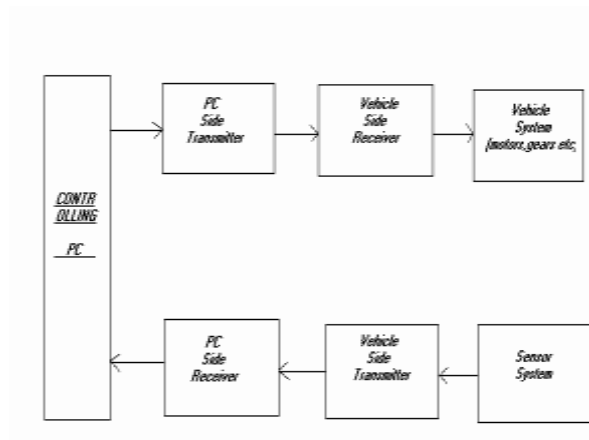 CONTR
OLLING
PC
PC
Side
Transmitter
Vehicle
Side
Receiver
Vehicle
System
(motors,gears etc,
PC
Side
Receiver
Vehicle
Side
Transmitter
Sensor
System